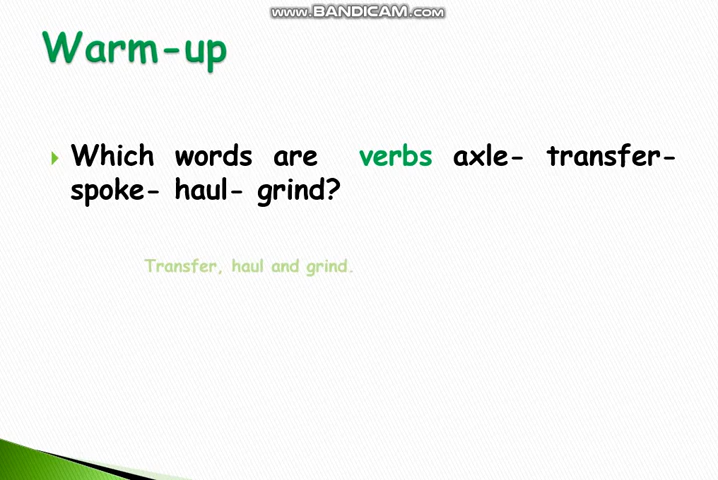 www.BANDICAM.com
Warm-up
Which words are verbs axle- transfer-
spoke- haul- grind?
Transfer, haul and grind.